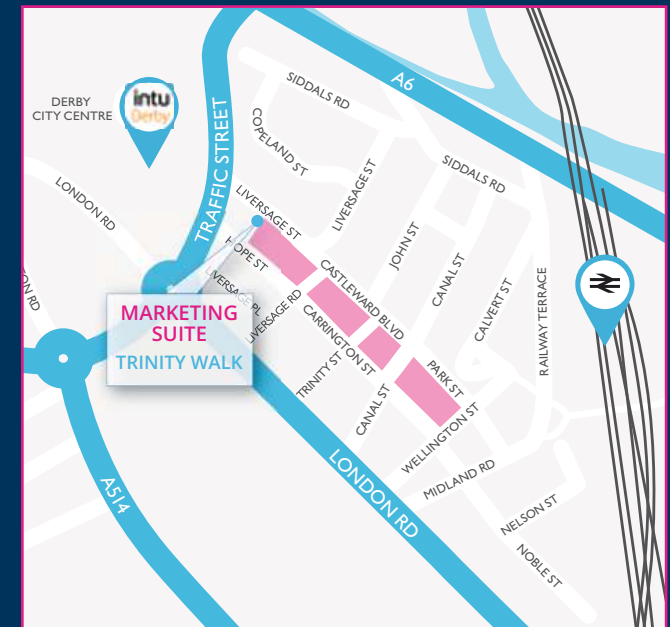 A6
SIDDALS RD
DERBY
CITY CENTRE
intu
Derby
COPELAND ST
TRAFFIC STREET
LIVERSAGE ST
SIDDALS RD
LONDON RD
LIVERSAGE ST
JOHN ST
HOPE ST
CASTLEWARD BLVD
CANAL ST
CALVERT ST
RAILWAY TERRACE
LIVERSAGE RD
CARRINGTON ST
MARKETING
SUITE
TRINITY WALK
TRINITY ST
PARK ST
CANAL ST
WELLINGTON ST
MIDLAND RD
LONDON RD
A514
NELSON ST
NOBLE ST